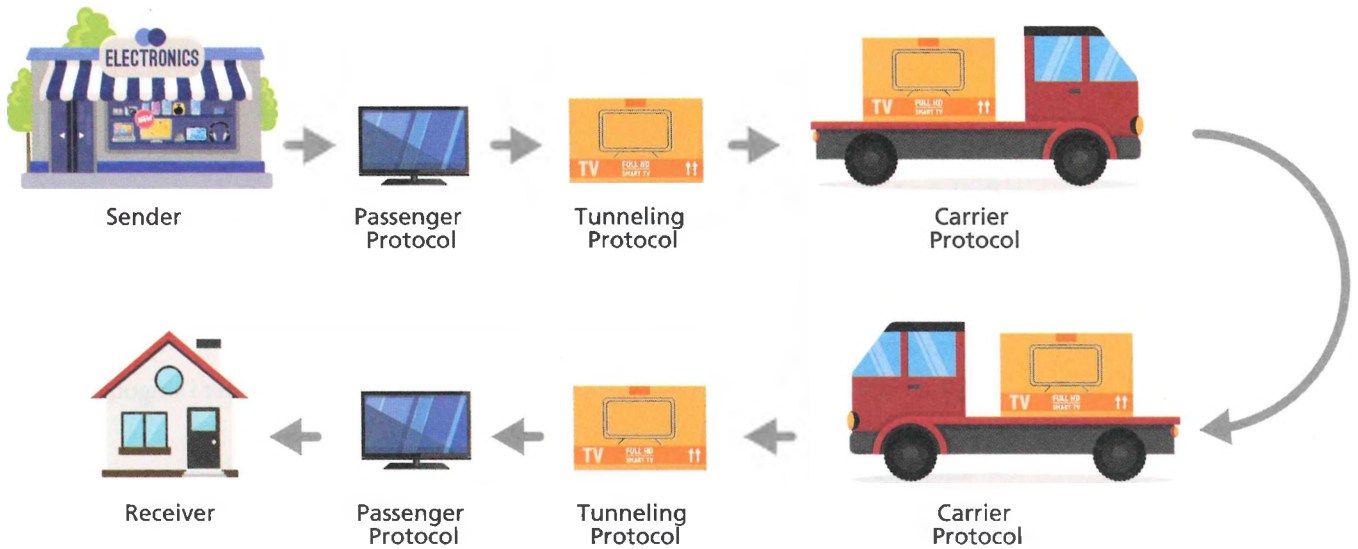 ELECTRONICS
NEW
TV FULL HD
SMART TV
TV FULL HD
SMART TV
Sender
Passenger
Protocol
Tunneling
Protocol
Carrier
Protocol
TV FULL HD
SMART TV
TV FULL HD
SMART TV
Receiver
Passenger
Protocol
Tunneling
Protocol
Carrier
Protocol